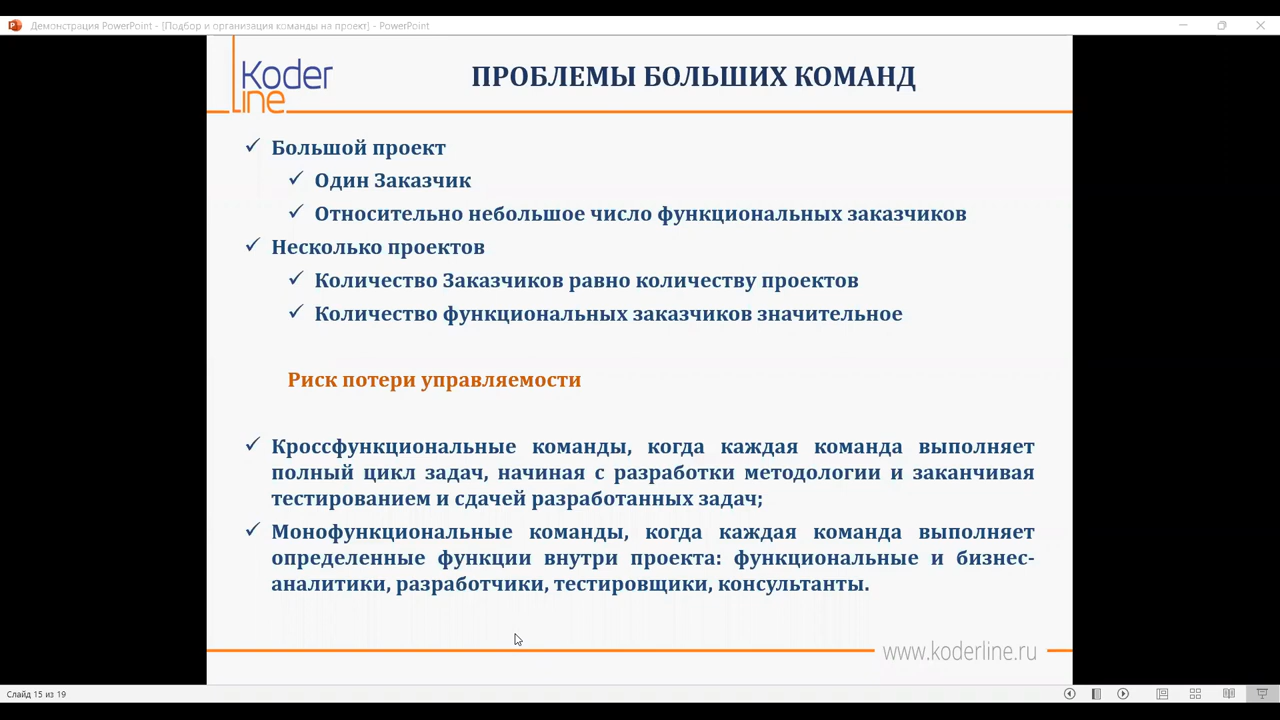 Демонстрация PowerPoint - [Подбор и организация команды на проект] - PowerPoint
Koder
line
ПРОБЛЕМЫ БОЛЬШИХ КОМАНД
Большой проект
Один Заказчик
Относительно небольшое число функциональных заказчиков
Несколько проектов
Количество Заказчиков равно количеству проектов
Количество функциональных заказчиков значительное
Риск потери управляемости
Кроссфункциональные команды, когда каждая команда выполняет
полный цикл задач, начиная с разработки методологии и заканчивая
тестированием и сдачей разработанных задач;
Монофункциональные команды, когда каждая команда выполняет
определенные функции внутри проекта: функциональные и бизнес-
аналитики, разработчики, тестировщики, консультанты.
www.koderline.ru
Слайд 15 из 19